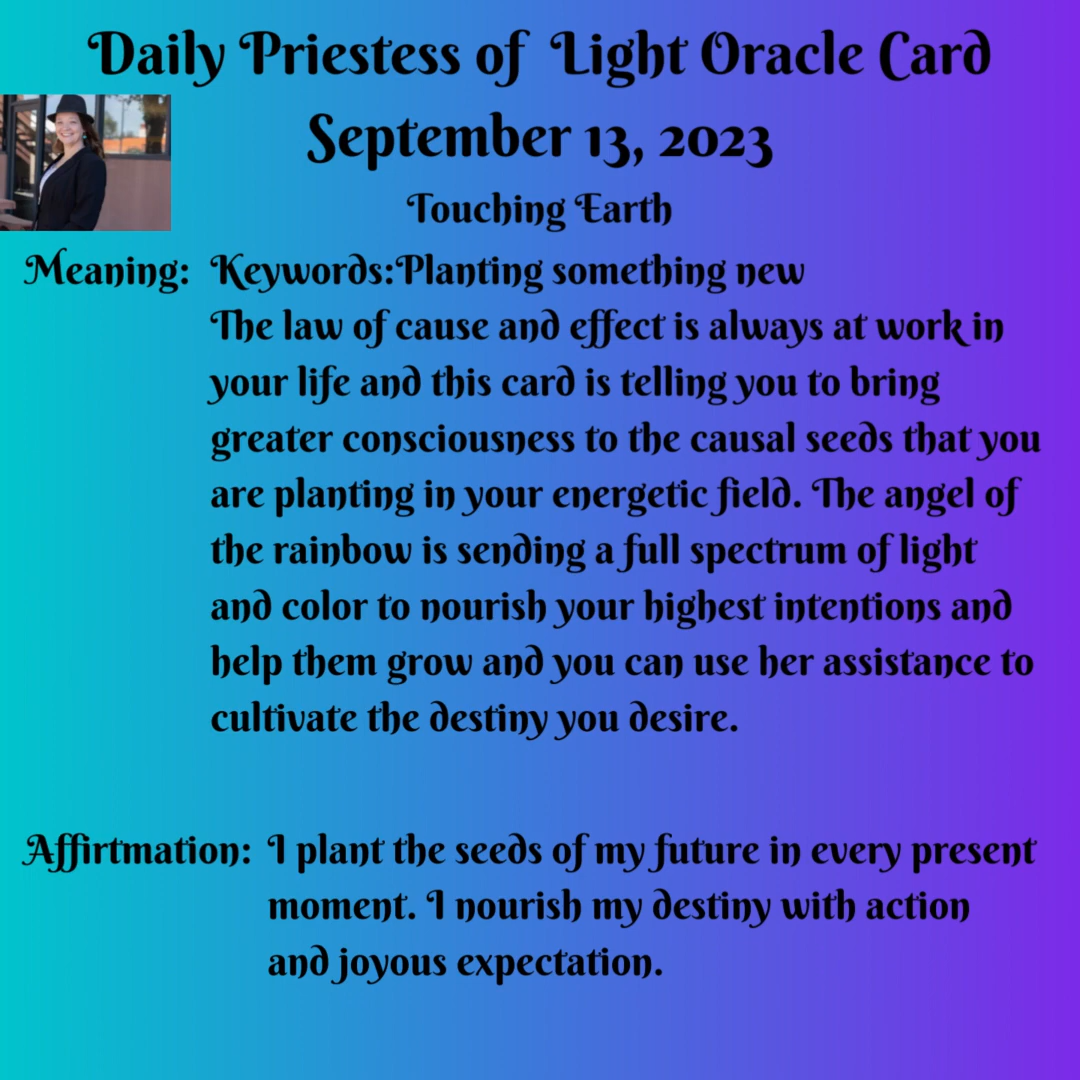 Daily Priestess of Light Oracle Card
September 13, 2023
Touching Earth
Meaning: Keywords:Planting something new
The law of cause and effect is always at work in
your life and this card is telling you to bring
greater consciousness to the causal seeds that you
are planting in your energetic field. The angel of
the rainbow is sending a full spectrum of light
and color to nourish your highest intentions and
help them grow and you can use her assistance to
cultivate the destiny you desire.
Affirtmation: I plant the seeds of my future in every present
moment. I nourish my destiny with action
and joyous expectation.